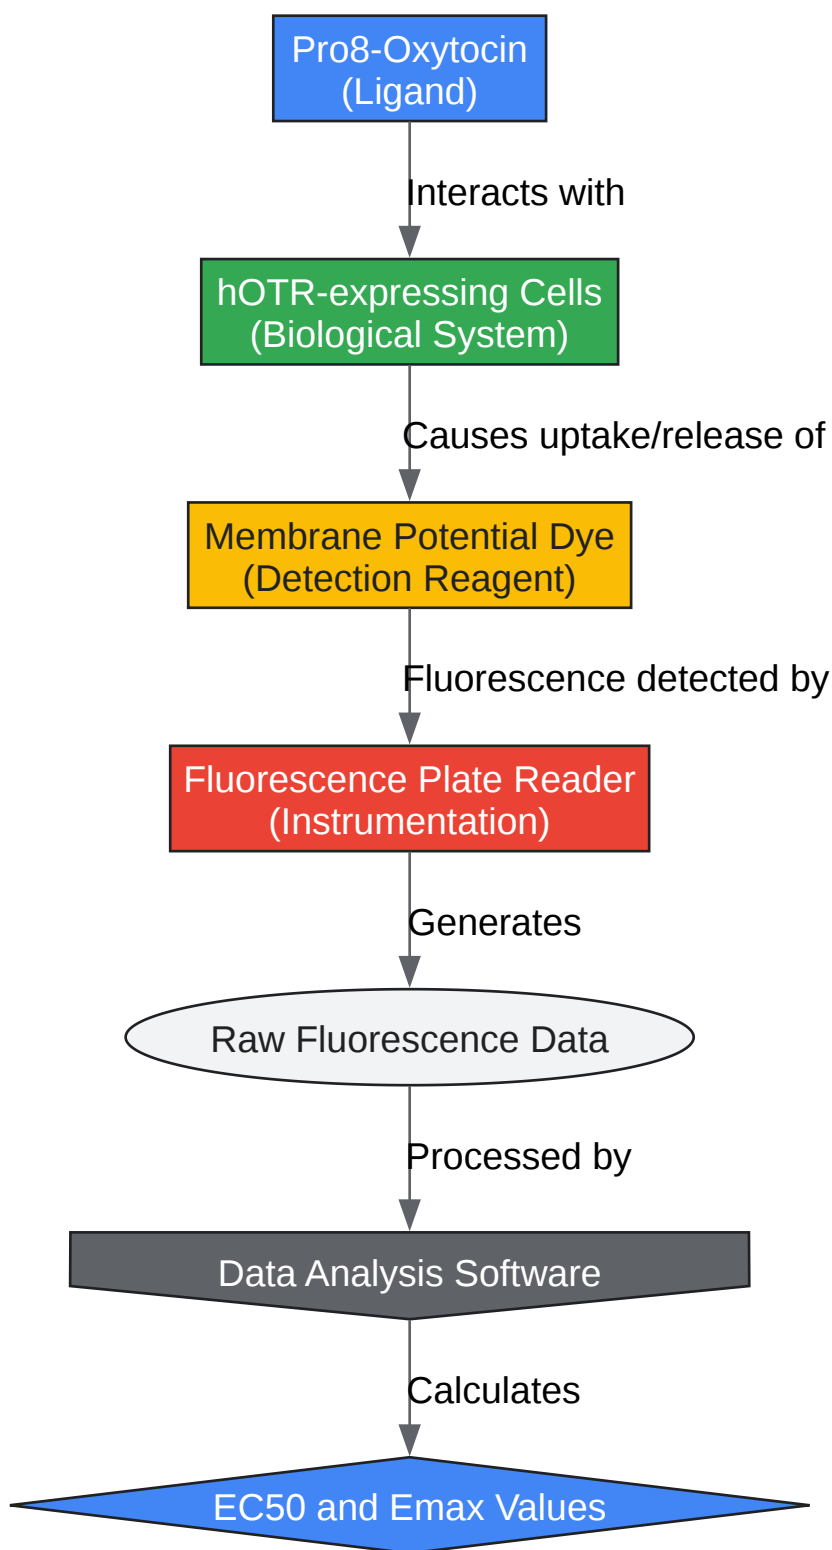 Pro8-Oxytocin
(Ligand)
Interacts with
hOTR-expressing Cells
(Biological System)
Causes uptake/release of
Membrane Potential Dye
(Detection Reagent)
Fluorescence detected by
Fluorescence Plate Reader
(Instrumentation)
Generates
Raw Fluorescence Data
Processed by
Data Analysis Software
Calculates
EC50 and Emax Values